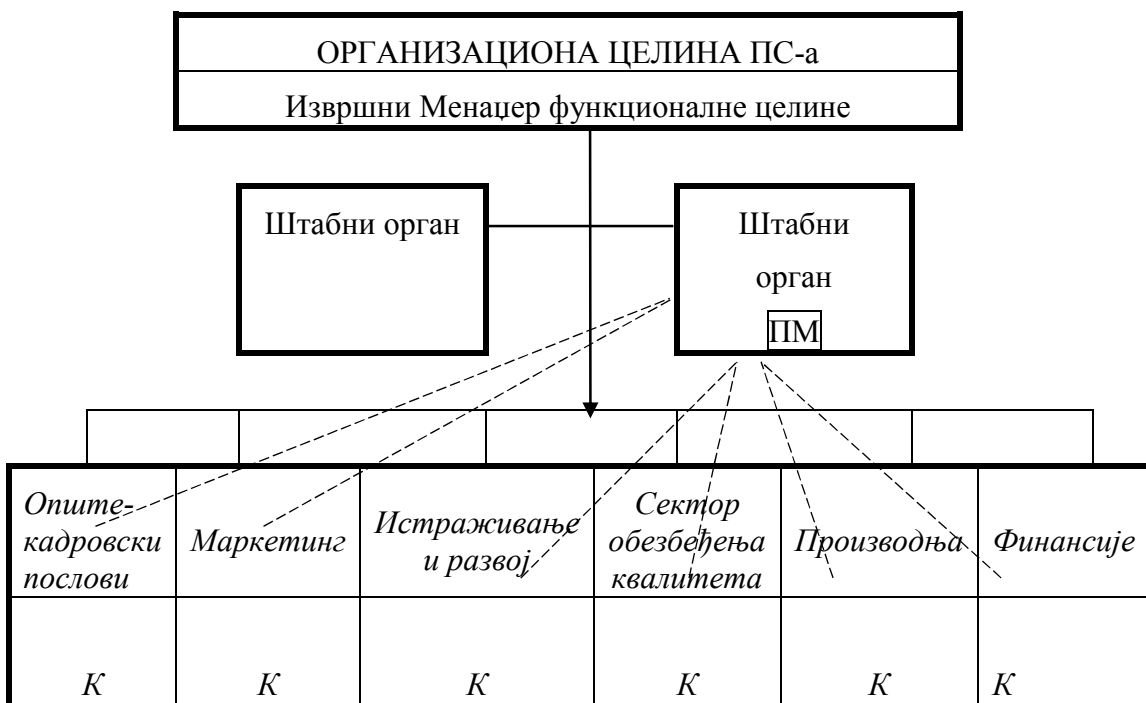 ОРГАНИЗАЦИОНА ЦЕЛИНА ПС-а
Извршни Менаџер функционалне целине
Штабни орган
Штабни
орган
ПМ
Опште-
кадровски
послови
Маркетинг
Истраживање
и развој
Сектор
обезбеђења
квалитета
Производња
Финансије
К
К
К
К
К
К